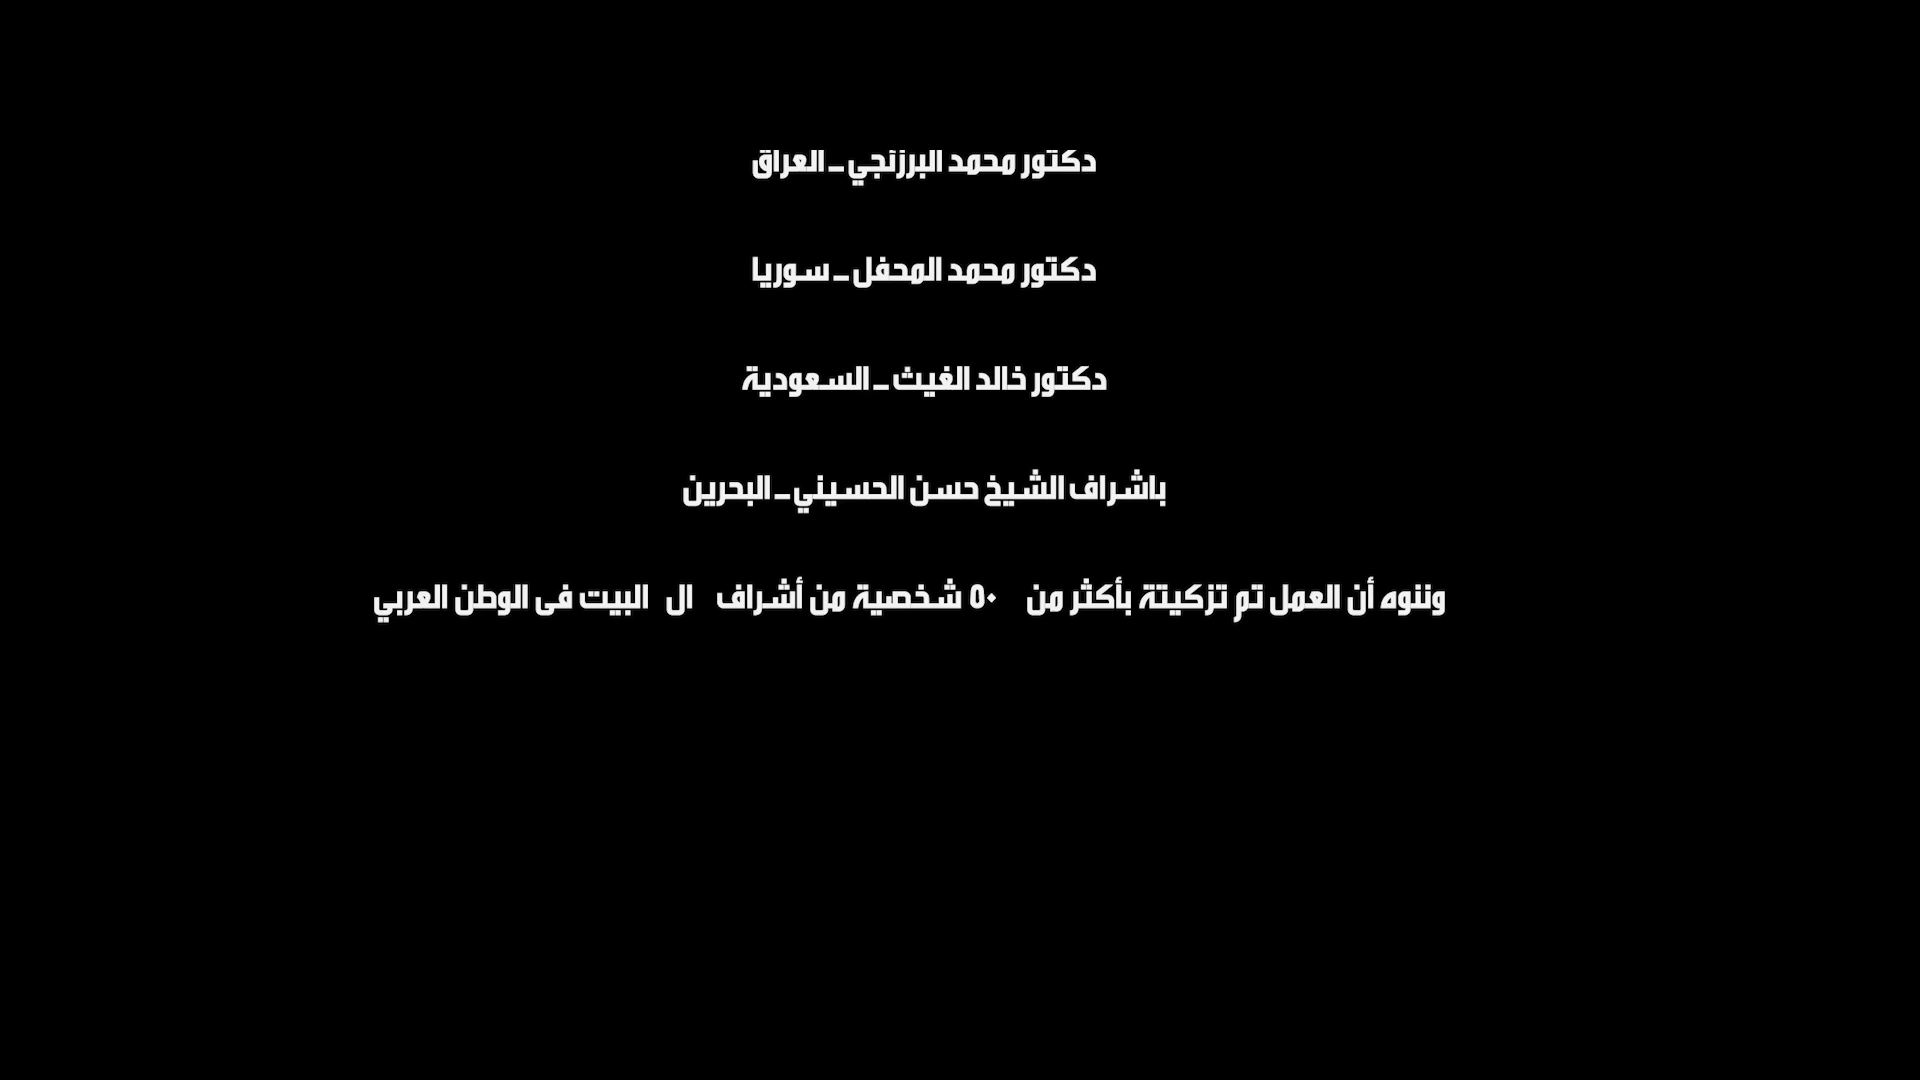 دكتور محمد البرزنجي - العراق
دكتور محمد المحفل - سوريا
دكتور خالد الغيث - السعودية
باشراف الشيخ حسن الحسيني - البحرين
وننوه أن العمل تم تزكيتة بأكثر من ٥٠ شخصية من أشراف ال البيت فى الوطن العربي